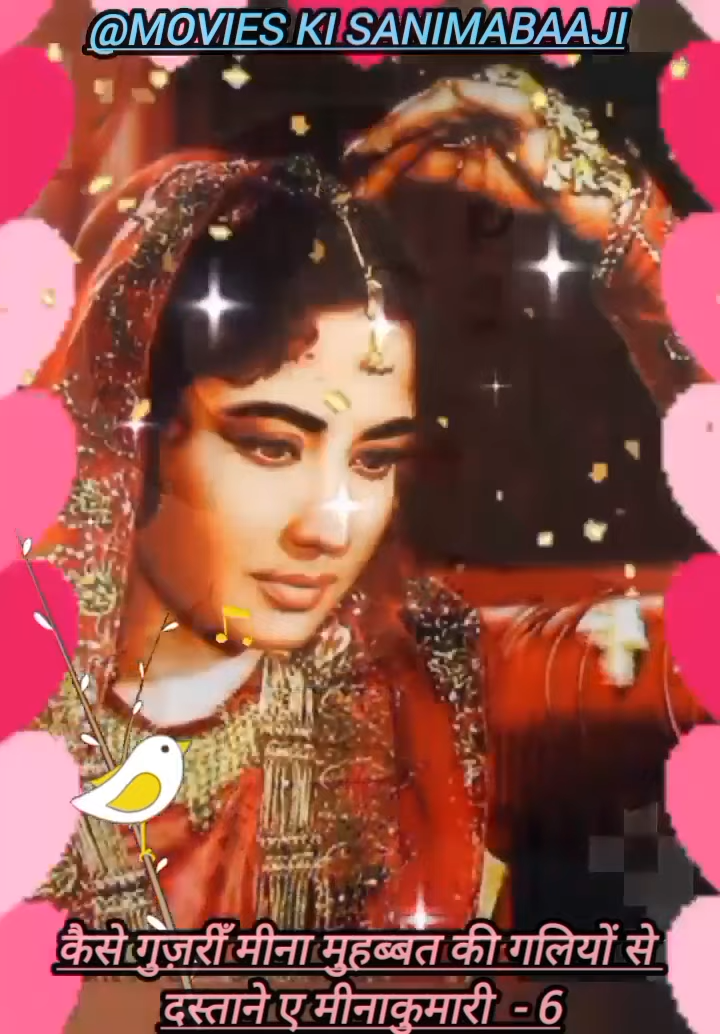 @MOVIES KI SANIMABAAJI
कैसे गुज़रीं मीना मुहब्बत की गलियों से
दस्ताने ए मीनाकुमारी - 6